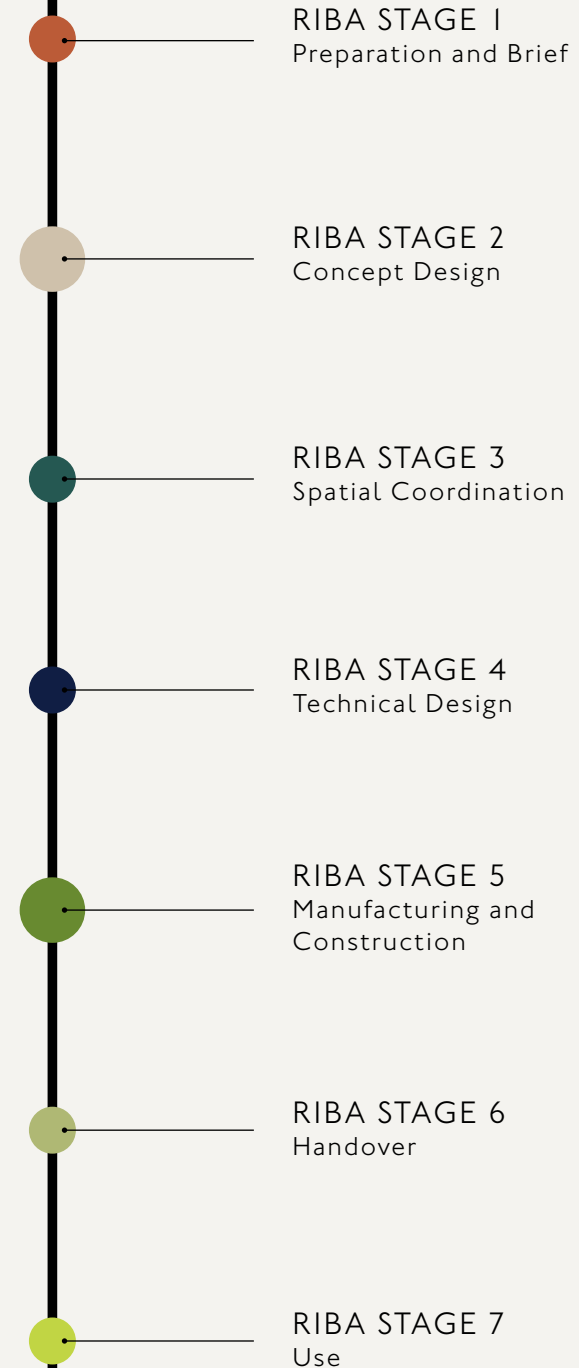 RIBA STAGE 1
Preparation and Brief
RIBA STAGE 2
Concept Design
RIBA STAGE 3
Spatial Coordination
RIBA STAGE 4
Technical Design
RIBA STAGE 5
Manufacturing and
Construction
RIBA STAGE 6
Handover
RIBA STAGE 7
Use